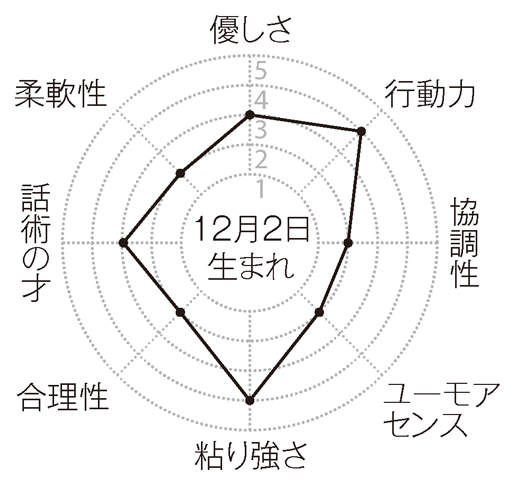 優しさ
行動力
協調性
ユーモア
センス
粘り強さ
合理性
話術の才
柔軟性
5
4
3
2
1
12月2日
生まれ